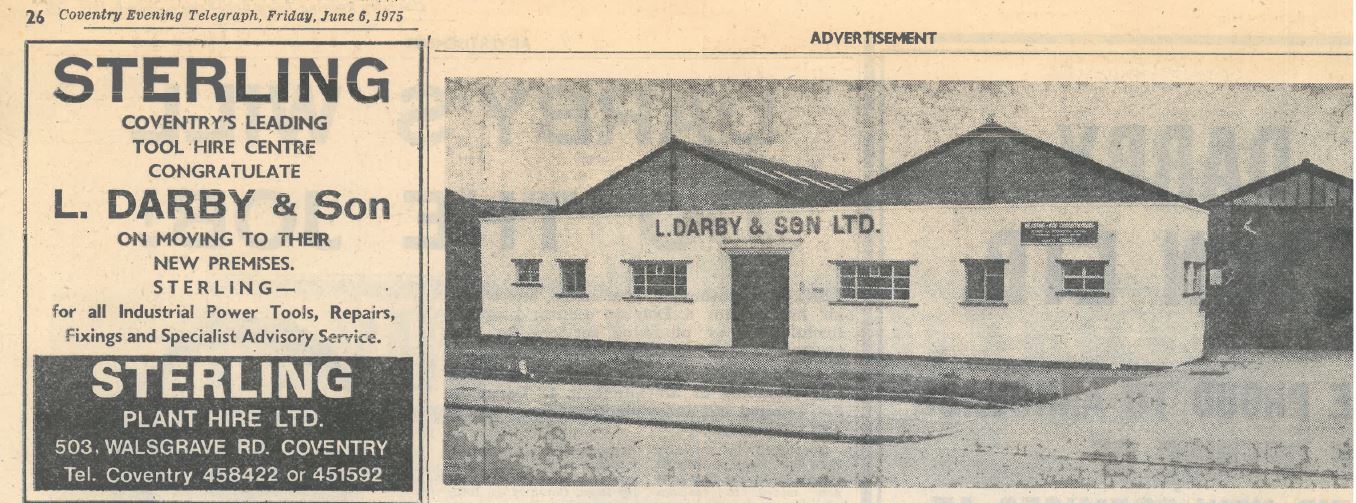 26 Coventry Evening Telegraph, Friday, June 6, 1975
ADVERTISEMENT
STERLING
COVENTRY'S LEADING
TOOL HIRE CENTRE
CONGRATULATE
L. DARBY & Son
ON MOVING TO THEIR
NEW PREMISES.
STERLING—
for all Industrial Power Tools, Repairs,
Fixings and Specialist Advisory Service.
STERLING
PLANT HIRE LTD.
503, WALSGRAVE RD. COVENTRY
Tel. Coventry 458422 or 451592
L. DARBY & SON LTD.